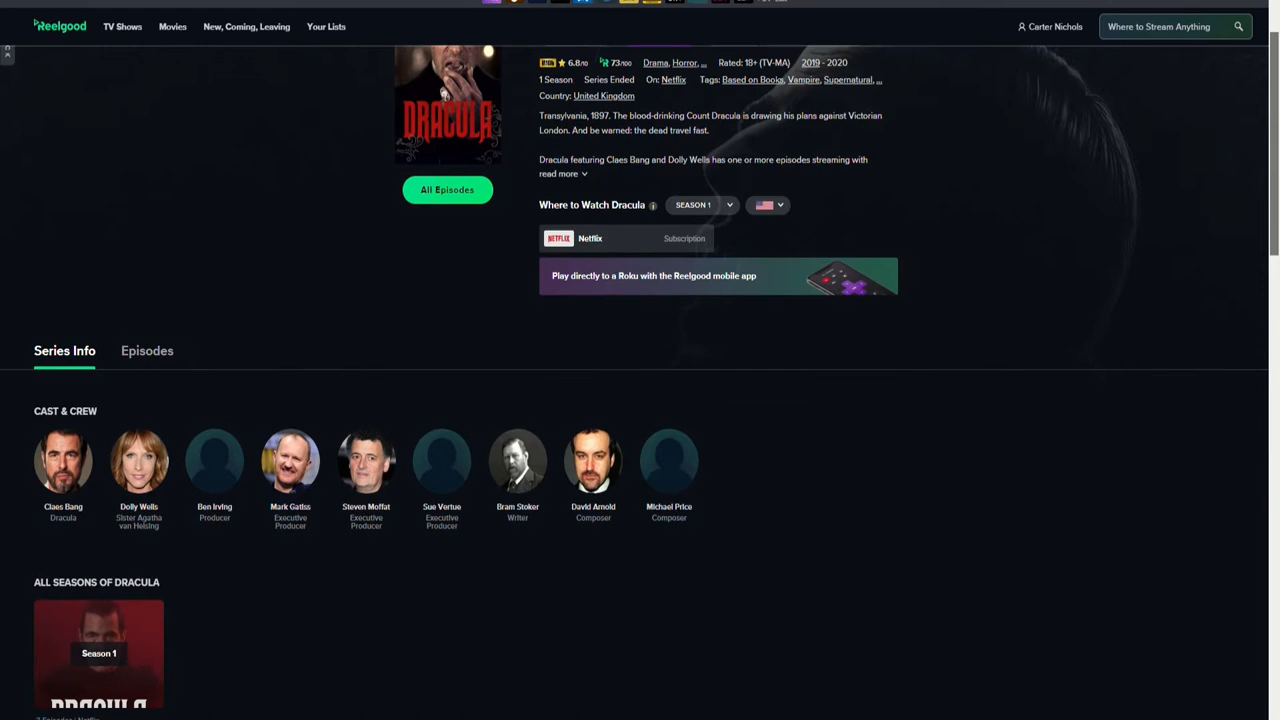 Reelgood
TV Shows
Movies
New, Coming, Leaving
Your Lists
Carter Nichols
Where to Stream Anything
6.8/10
73/100
Drama, Horror, ...
Rated: 18+ (TV-MA)
2019 - 2020
1 Season
Series Ended
On: Netflix
Tags: Based on Books, Vampire, Supernatural, ...
Country: United Kingdom
DRACULA
Transylvania, 1897. The blood-drinking Count Dracula is drawing his plans against Victorian
London. And be warned: the dead travel fast.
Dracula featuring Claes Bang and Dolly Wells has one or more episodes streaming with
read more
All Episodes
Where to Watch Dracula
SEASON 1
NETFLIX
Netflix
Subscription
Play directly to a Roku with the Reelgood mobile app
Series Info
Episodes
CAST & CREW
Claes Bang
Dracula
Dolly Wells
Sister Agatha
van Helsing
Ben Irving
Producer
Mark Gatiss
Executive
Producer
Steven Moffat
Executive
Producer
Sue Vertue
Executive
Producer
Bram Stoker
Writer
David Arnold
Composer
Michael Price
Composer
ALL SEASONS OF DRACULA
Season 1
DRACULA